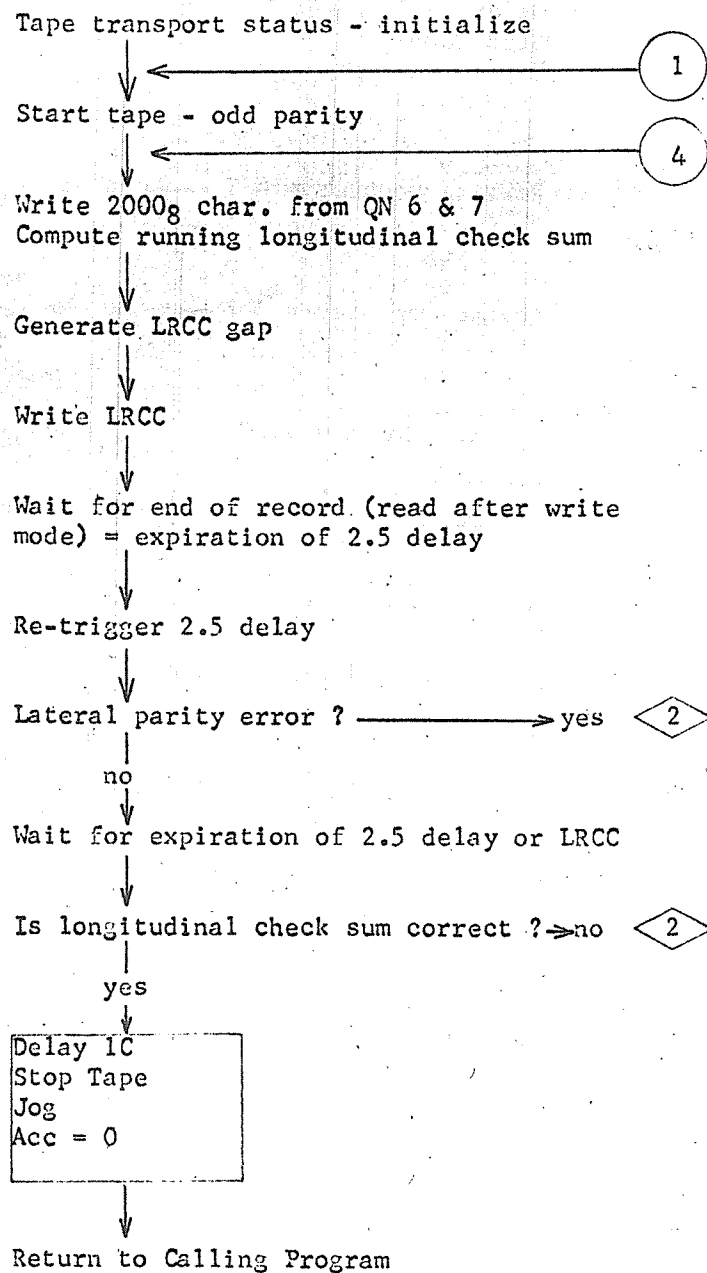 Tape transport status - initialize
1
Start tape - odd parity
4
Write 2000₈ char. from QN 6 & 7
Compute running longitudinal check sum
Generate LRCC gap
Write LRCC
Wait for end of record (read after write
mode) = expiration of 2.5 delay
Re-trigger 2.5 delay
Lateral parity error ? yes 2
no
Wait for expiration of 2.5 delay or LRCC
Is longitudinal check sum correct ? no 2
yes
Delay 1C
Stop Tape
Jog
Acc = 0
Return to Calling Program